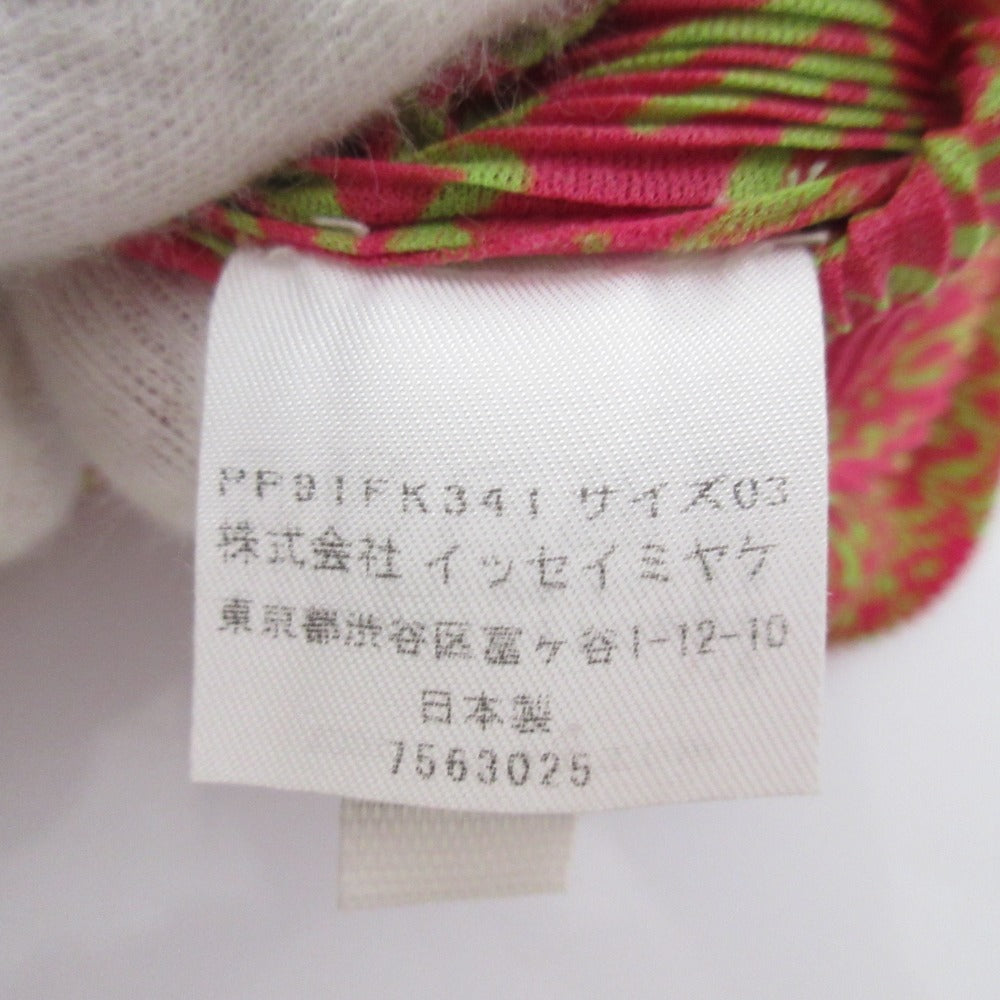 PP91FK341 サイズ03
株式会社 イッセイミヤケ
東京都渋谷区富ヶ谷1-12-10
日本製
7563025